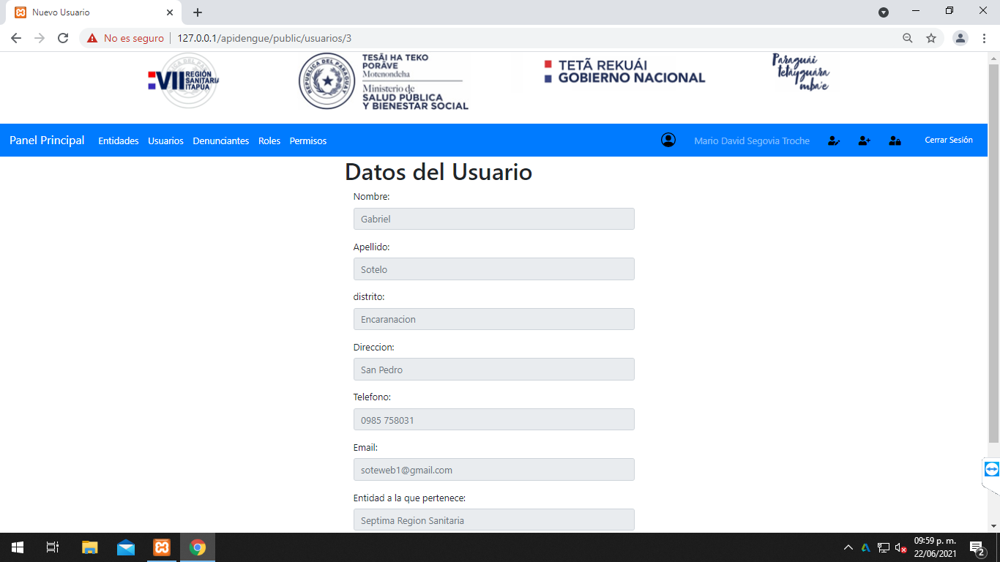 Nuevo Usuario
No es seguro | 127.0.0.1/apidengue/public/usuarios/3
VII REGIÓN
SANITARIA
ITAPÚA
REPUBLICA DEL PARAGUAY
TESÃI HA TEKO
PORÃVE
Motenondeha
Ministerio de
SALUD PÚBLICA
Y BIENESTAR SOCIAL
TETÃ REKUÁI
GOBIERNO NACIONAL
Paraguái
tetãyguára
mba'e
Panel Principal Entidades Usuarios Denunciantes Roles Permisos Mario David Segovia Troche Cerrar Sesión
Datos del Usuario
Nombre:
Gabriel
Apellido:
Sotelo
distrito:
Encaranacion
Direccion:
San Pedro
Telefono:
0985 758031
Email:
soteweb1@gmail.com
Entidad a la que pertenece:
Septima Region Sanitaria
09:59 p. m.
22/06/2021
2